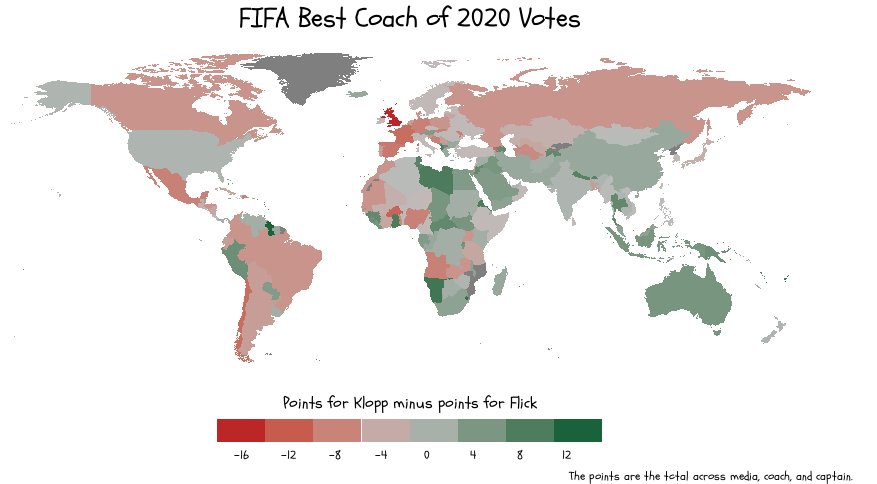 FIFA Best Coach of 2020 Votes
Points for Klopp minus points for Flick
-16 -12 -8 -4 0 4 8 12
The points are the total across media, coach, and captain.